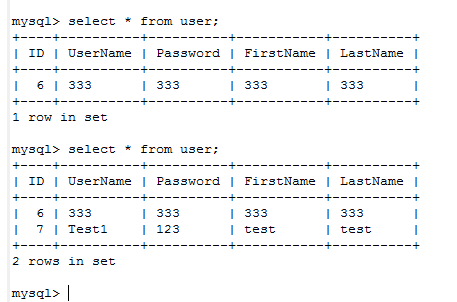 mysql> select * from user;
+----+----------+----------+-----------+----------+
| ID | UserName | Password | FirstName | LastName |
+----+----------+----------+-----------+----------+
|  6 | 333      | 333      | 333       | 333      |
+----+----------+----------+-----------+----------+
1 row in set
mysql> select * from user;
+----+----------+----------+-----------+----------+
| ID | UserName | Password | FirstName | LastName |
+----+----------+----------+-----------+----------+
|  6 | 333      | 333      | 333       | 333      |
|  7 | Test1    | 123      | test      | test     |
+----+----------+----------+-----------+----------+
2 rows in set
mysql>